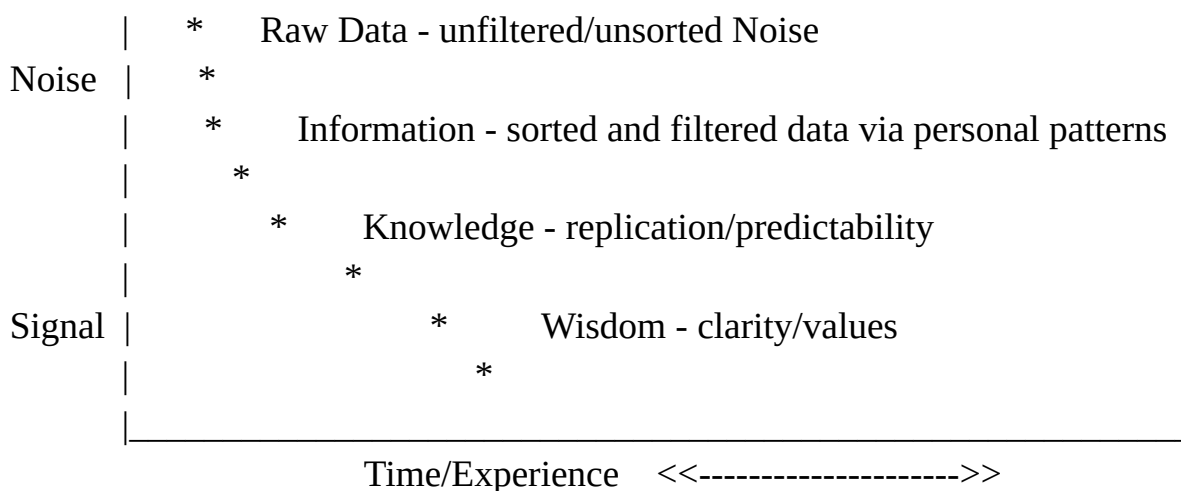 | * Raw Data - unfiltered/unsorted Noise
Noise | *
| * Information - sorted and filtered data via personal patterns
| *
| * Knowledge - replication/predictability
| *
Signal | * Wisdom - clarity/values
| *
|_______________________________________________
Time/Experience <<--------------------->>